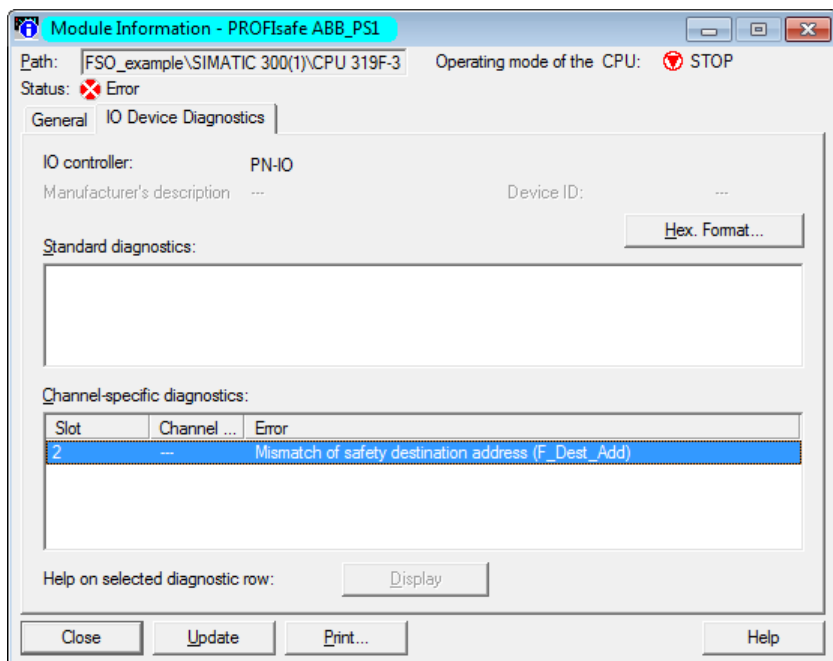 Module Information - PROFIsafe ABB_PS1
Path: FSO_example\SIMATIC 300(1)\CPU 319F-3 Operating mode of the CPU: STOP
Status: Error
General IO Device Diagnostics
IO controller: PN-IO
Manufacturer's description --- Device ID: ---
Hex. Format...
Standard diagnostics:
Channel-specific diagnostics:
Slot Channel ... Error
2 --- Mismatch of safety destination address (F_Dest_Add)
Help on selected diagnostic row: Display
Close Update Print... Help